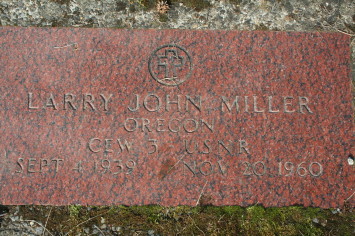 LARRY JOHN MILLER
OREGON
CEW 3 USNR
SEPT 4 1939 NOV 20 1960